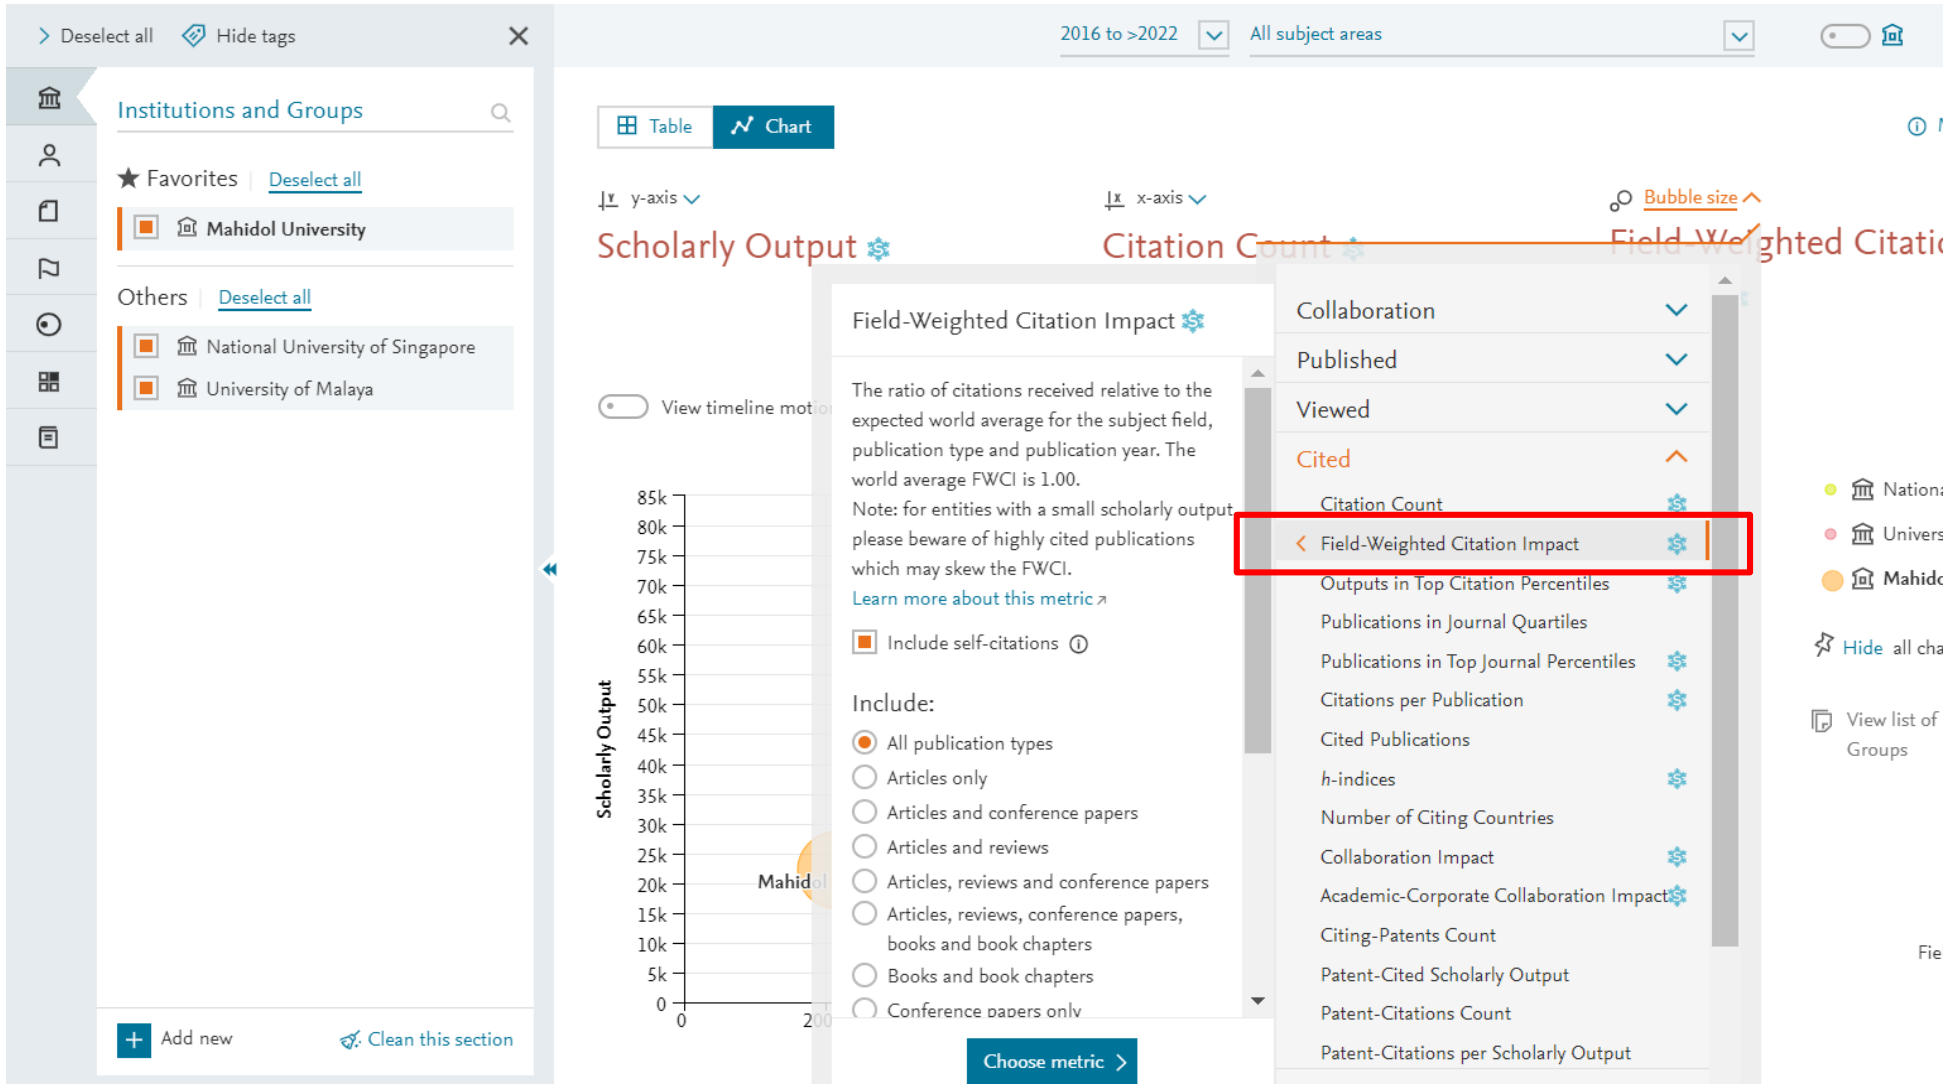 Deselect all
Hide tags
2016 to >2022
All subject areas
Institutions and Groups
Favorites
Deselect all
Mahidol University
Others
Deselect all
National University of Singapore
University of Malaya
Add new
Clean this section
Table
Chart
y-axis
x-axis
Bubble size
Scholarly Output
Citation Count
Field-Weighted Citatio
View timeline motio
Field-Weighted Citation Impact
The ratio of citations received relative to the
expected world average for the subject field,
publication type and publication year. The
world average FWCI is 1.00.
Note: for entities with a small scholarly output
please beware of highly cited publications
which may skew the FWCI.
Learn more about this metric
Include self-citations
Include:
All publication types
Articles only
Articles and conference papers
Articles and reviews
Articles, reviews and conference papers
Articles, reviews, conference papers,
books and book chapters
Books and book chapters
Conference papers only
Choose metric
Collaboration
Published
Viewed
Cited
Citation Count
Field-Weighted Citation Impact
Outputs in Top Citation Percentiles
Publications in Journal Quartiles
Publications in Top Journal Percentiles
Citations per Publication
Cited Publications
h-indices
Number of Citing Countries
Collaboration Impact
Academic-Corporate Collaboration Impact
Citing-Patents Count
Patent-Cited Scholarly Output
Patent-Citations Count
Patent-Citations per Scholarly Output
Scholarly Output
85k
80k
75k
70k
65k
60k
55k
50k
45k
40k
35k
30k
25k
20k
15k
10k
5k
0
0
200
Mahidol
Nationa
Univers
Mahido
Hide all cha
View list of
Groups
Fie